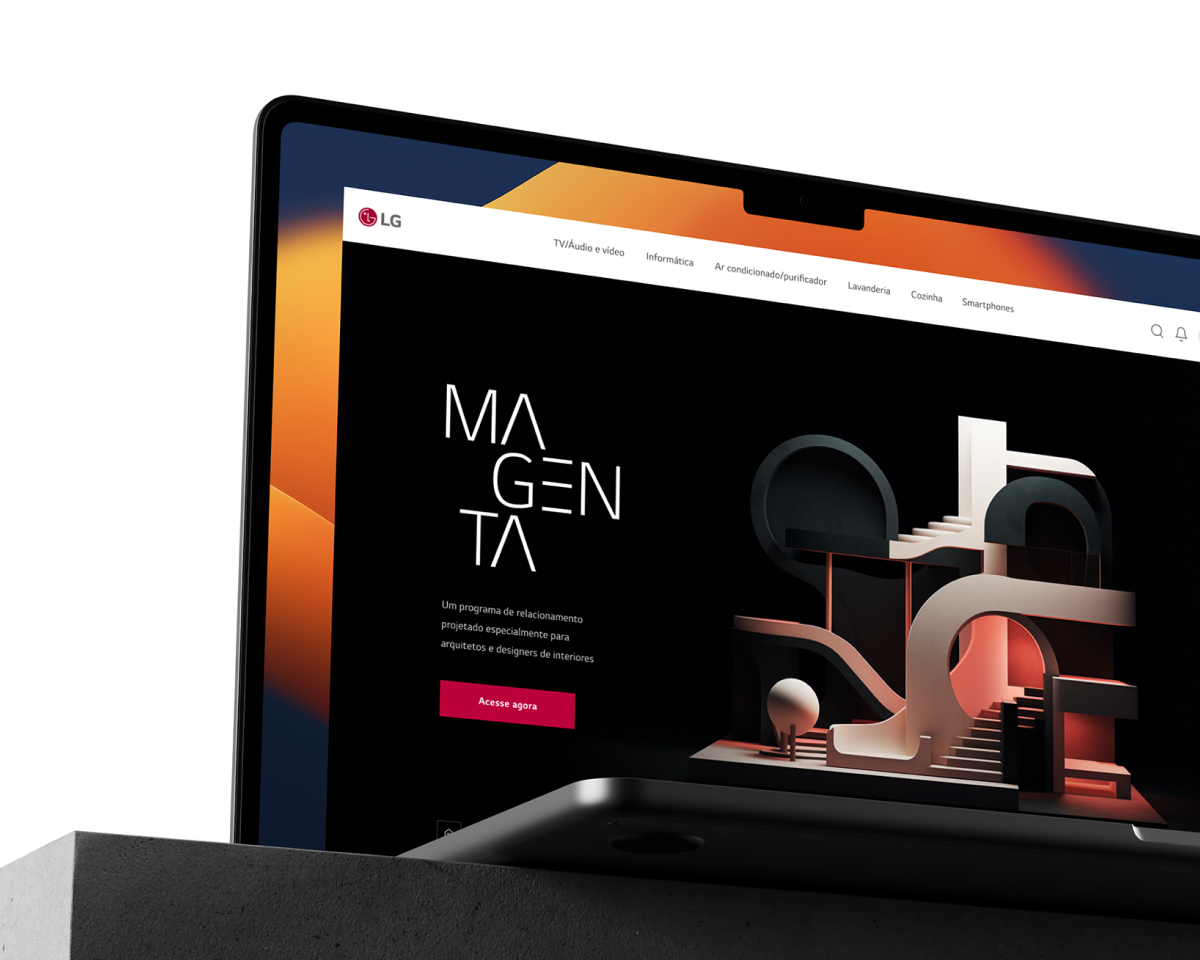 LG
TV/Áudio e vídeo
Informática
Ar condicionado/purificador
Lavanderia
Cozinha
Smartphones
MA
GEN
TA
Um programa de relacionamento
projetado especialmente para
arquitetos e designers de interiores
Acesse agora